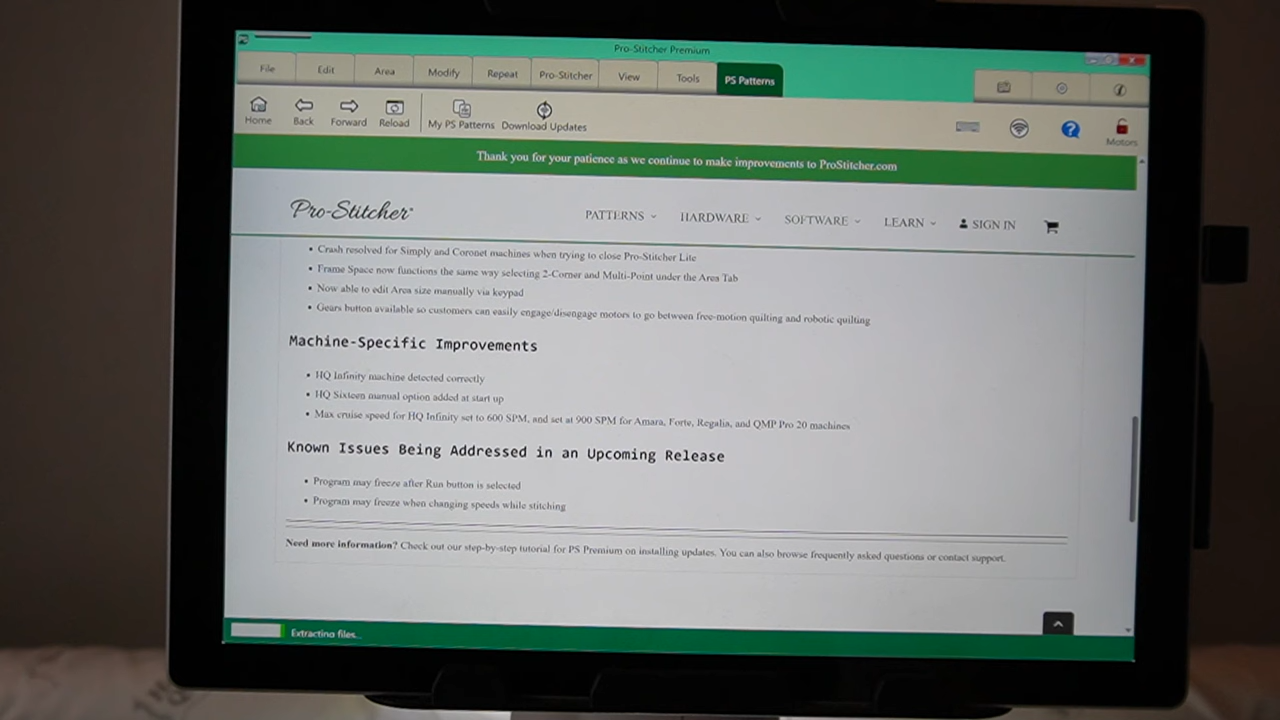 Pro-Stitcher Premium
File Edit Area Modify Repeat Pro-Stitcher View Tools PS Patterns
Home Back Forward Reload My PS Patterns Download Updates Motors
Thank you for your patience as we continue to make improvements to ProStitcher.com
Pro-Stitcher PATTERNS HARDWARE SOFTWARE LEARN SIGN IN
• Crash resolved for Simply and Coronet machines when trying to close Pro-Stitcher Lite
• Frame Space now functions the same way selecting 2-Corner and Multi-Point under the Area Tab
• Now able to edit Area size manually via keypad
• Gears button available so customers can easily engage/disengage motors to go between free-motion quilting and robotic quilting
Machine-Specific Improvements
• HQ Infinity machine detected correctly
• HQ Sixteen manual option added at start up
• Max cruise speed for HQ Infinity set to 600 SPM, and set at 900 SPM for Amara, Forte, Regalia, and QMP Pro 20 machines
Known Issues Being Addressed in an Upcoming Release
• Program may freeze after Run button is selected
• Program may freeze when changing speeds while stitching
Need more information? Check out our step-by-step tutorial for PS Premium on installing updates. You can also browse frequently asked questions or contact support.
Extracting files...